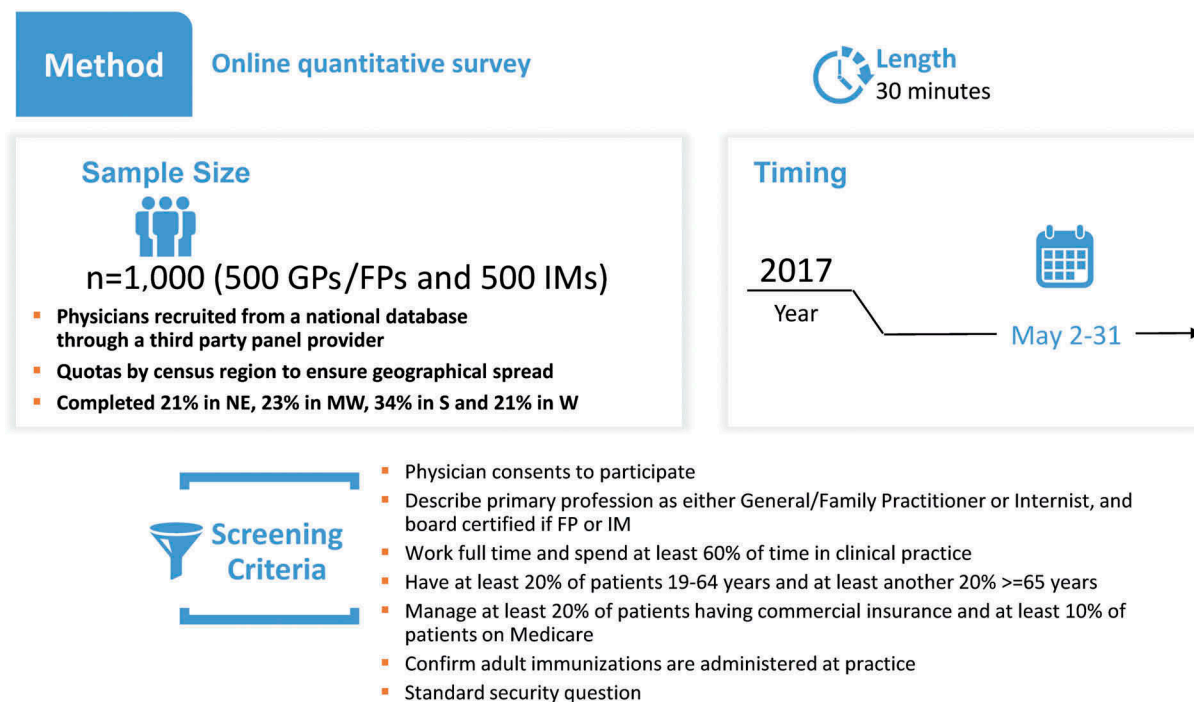 Method
Online quantitative survey
Length
30 minutes
Sample Size
n=1,000 (500 GPs/FPs and 500 IMs)
▪ Physicians recruited from a national database
through a third party panel provider
▪ Quotas by census region to ensure geographical spread
▪ Completed 21% in NE, 23% in MW, 34% in S and 21% in W
Timing
2017
Year
May 2-31
Screening
Criteria
▪ Physician consents to participate
▪ Describe primary profession as either General/Family Practitioner or Internist, and
board certified if FP or IM
▪ Work full time and spend at least 60% of time in clinical practice
▪ Have at least 20% of patients 19-64 years and at least another 20% >=65 years
▪ Manage at least 20% of patients having commercial insurance and at least 10% of
patients on Medicare
▪ Confirm adult immunizations are administered at practice
▪ Standard security question